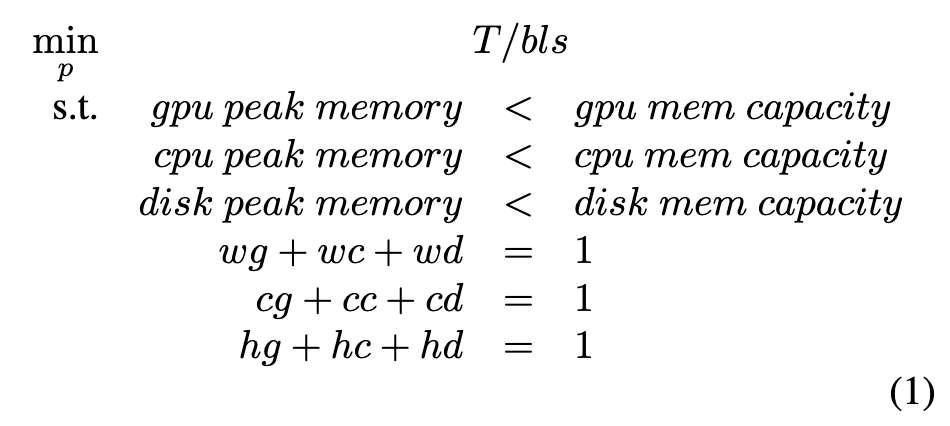 min T/bls
p
s.t. gpu peak memory < gpu mem capacity
cpu peak memory < cpu mem capacity
disk peak memory < disk mem capacity
wg + wc + wd = 1
cg + cc + cd = 1
hg + hc + hd = 1
(1)